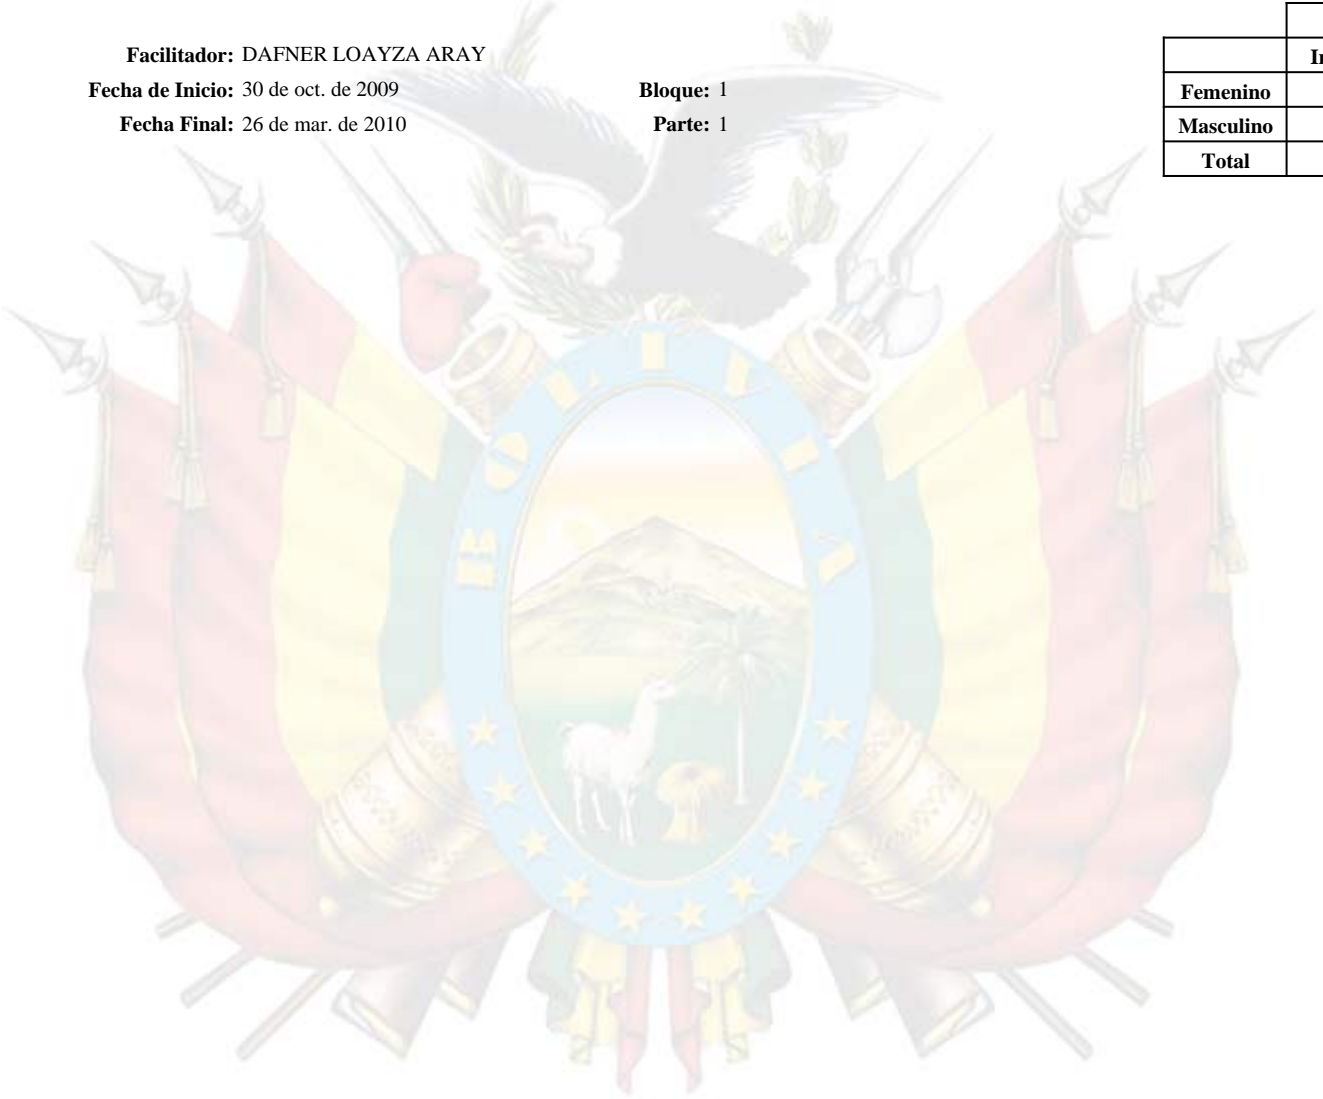 Facilitador: DAFNER LOAYZA ARAY
Fecha de Inicio: 30 de oct. de 2009 Bloque: 1
Fecha Final: 26 de mar. de 2010 Parte: 1
Femenino
Masculino
Total
BOLIVIA